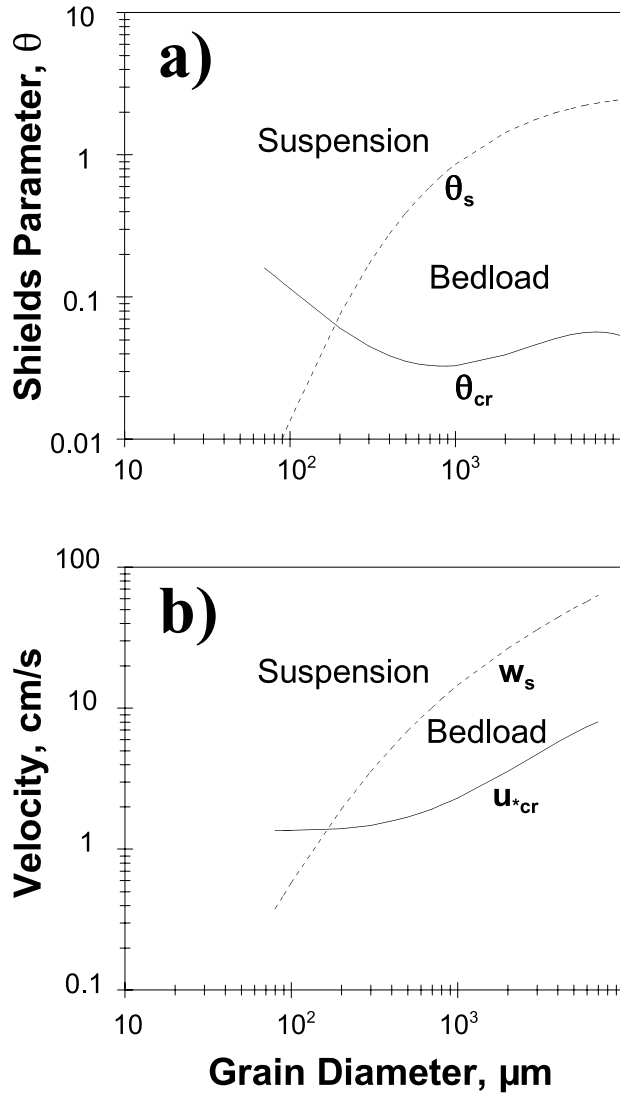 a)
Shields Parameter, θ
10
1
0.1
0.01
Suspension
θs
Bedload
θcr
10
10²
10³
b)
Velocity, cm/s
100
10
1
0.1
Suspension
ws
Bedload
u*cr
10
10²
10³
Grain Diameter, µm